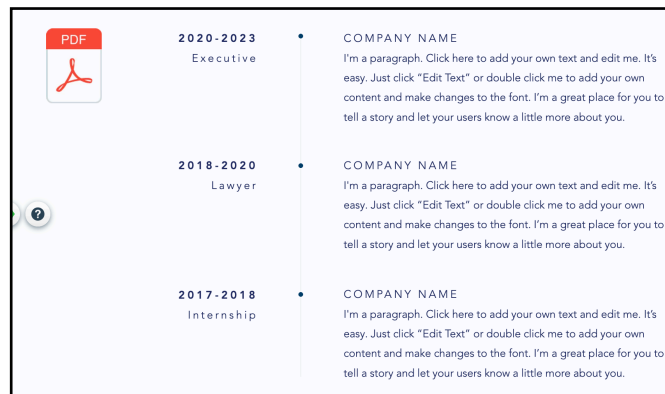 PDF
2020-2023
Executive
COMPANY NAME
I'm a paragraph. Click here to add your own text and edit me. It's
easy. Just click “Edit Text” or double click me to add your own
content and make changes to the font. I’m a great place for you to
tell a story and let your users know a little more about you.
2018-2020
Lawyer
COMPANY NAME
I'm a paragraph. Click here to add your own text and edit me. It's
easy. Just click “Edit Text” or double click me to add your own
content and make changes to the font. I’m a great place for you to
tell a story and let your users know a little more about you.
?
2017-2018
Internship
COMPANY NAME
I'm a paragraph. Click here to add your own text and edit me. It's
easy. Just click “Edit Text” or double click me to add your own
content and make changes to the font. I’m a great place for you to
tell a story and let your users know a little more about you.